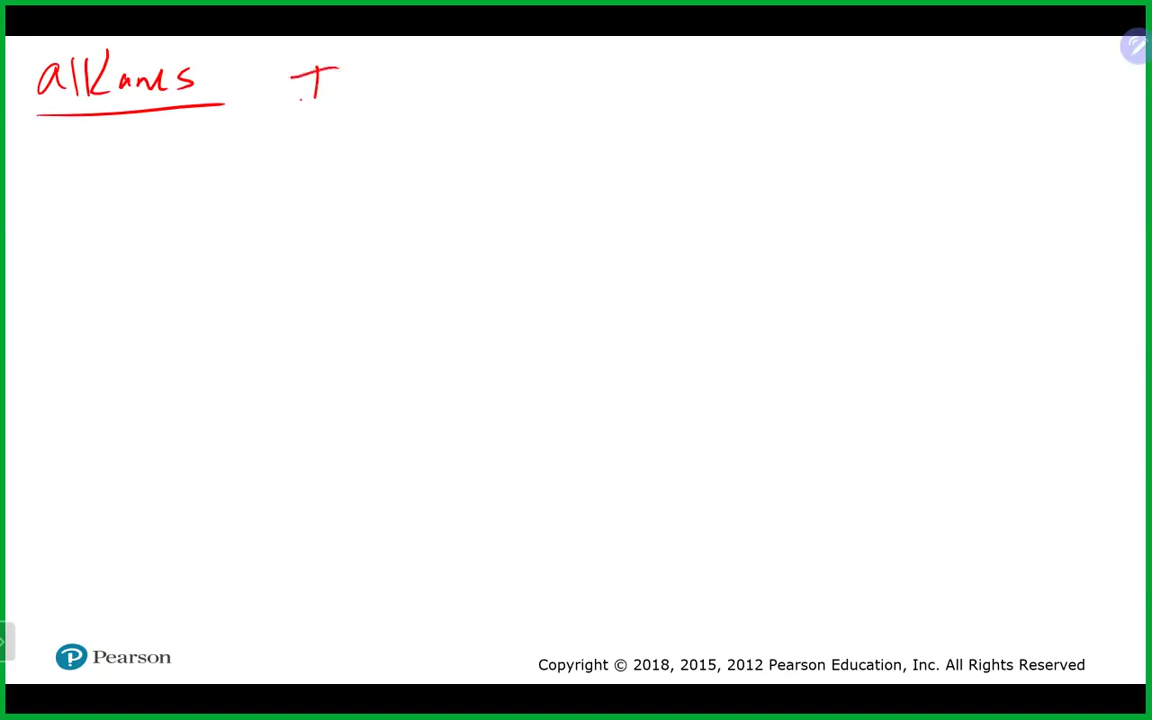 alkanes T
Pearson
Copyright © 2018, 2015, 2012 Pearson Education, Inc. All Rights Reserved